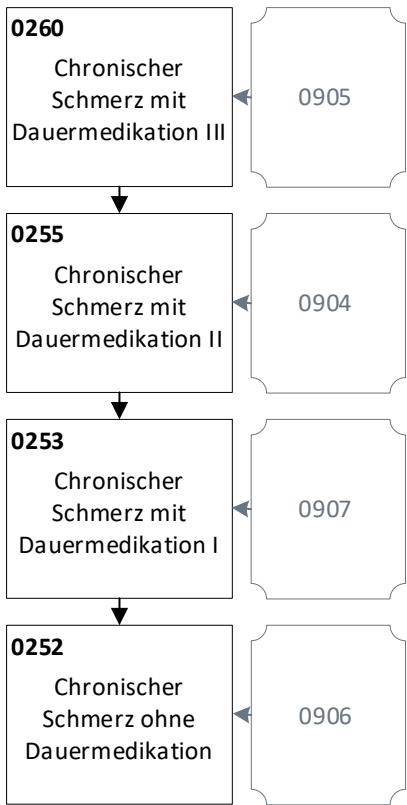 0260
Chronischer
Schmerz mit
Dauermedikation III
0905
0255
Chronischer
Schmerz mit
Dauermedikation II
0904
0253
Chronischer
Schmerz mit
Dauermedikation I
0907
0252
Chronischer
Schmerz ohne
Dauermedikation
0906